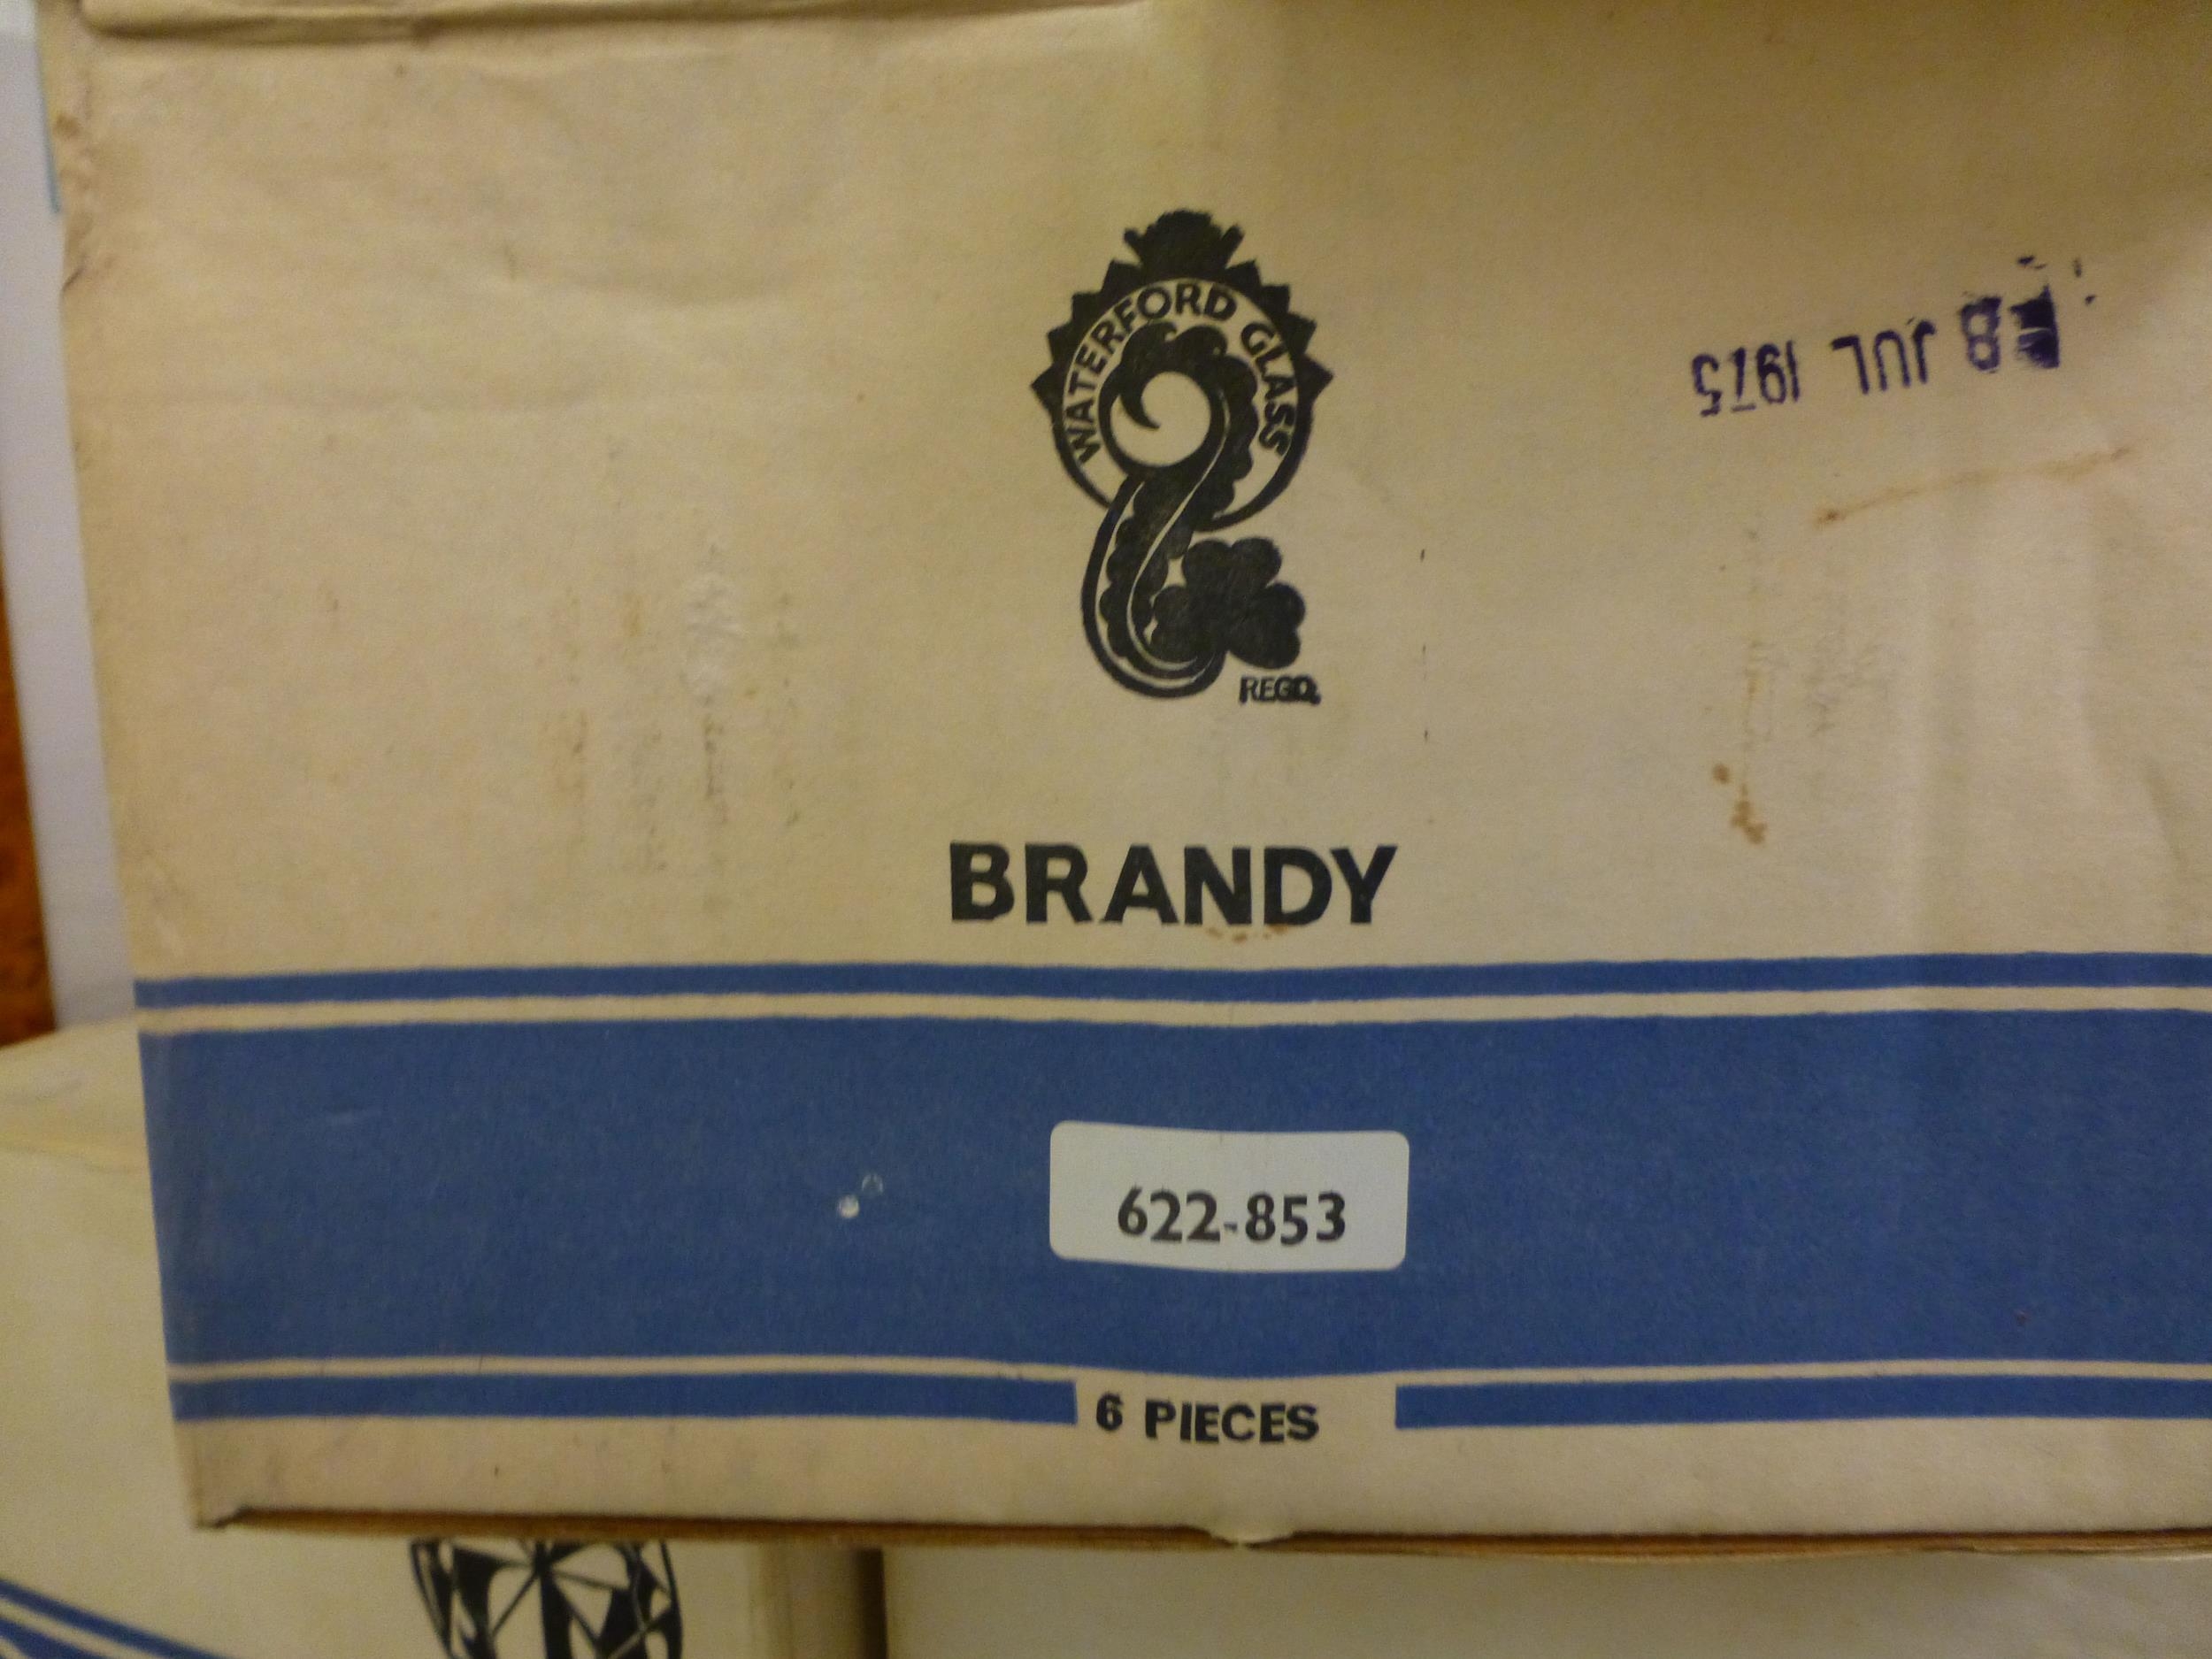 WATERFORD GLASS
REGD.
8 JUL 1975
BRANDY
622-853
6 PIECES